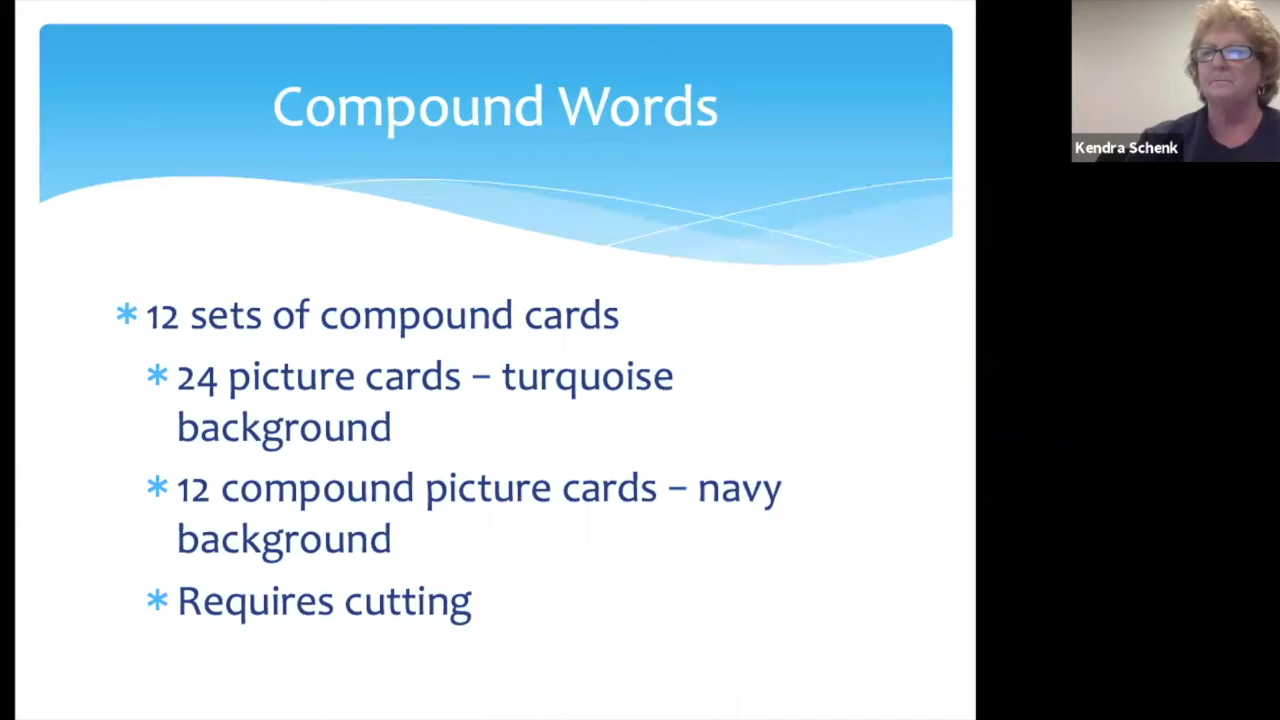 Compound Words
* 12 sets of compound cards
* 24 picture cards – turquoise
background
* 12 compound picture cards – navy
background
* Requires cutting
Kendra Schenk